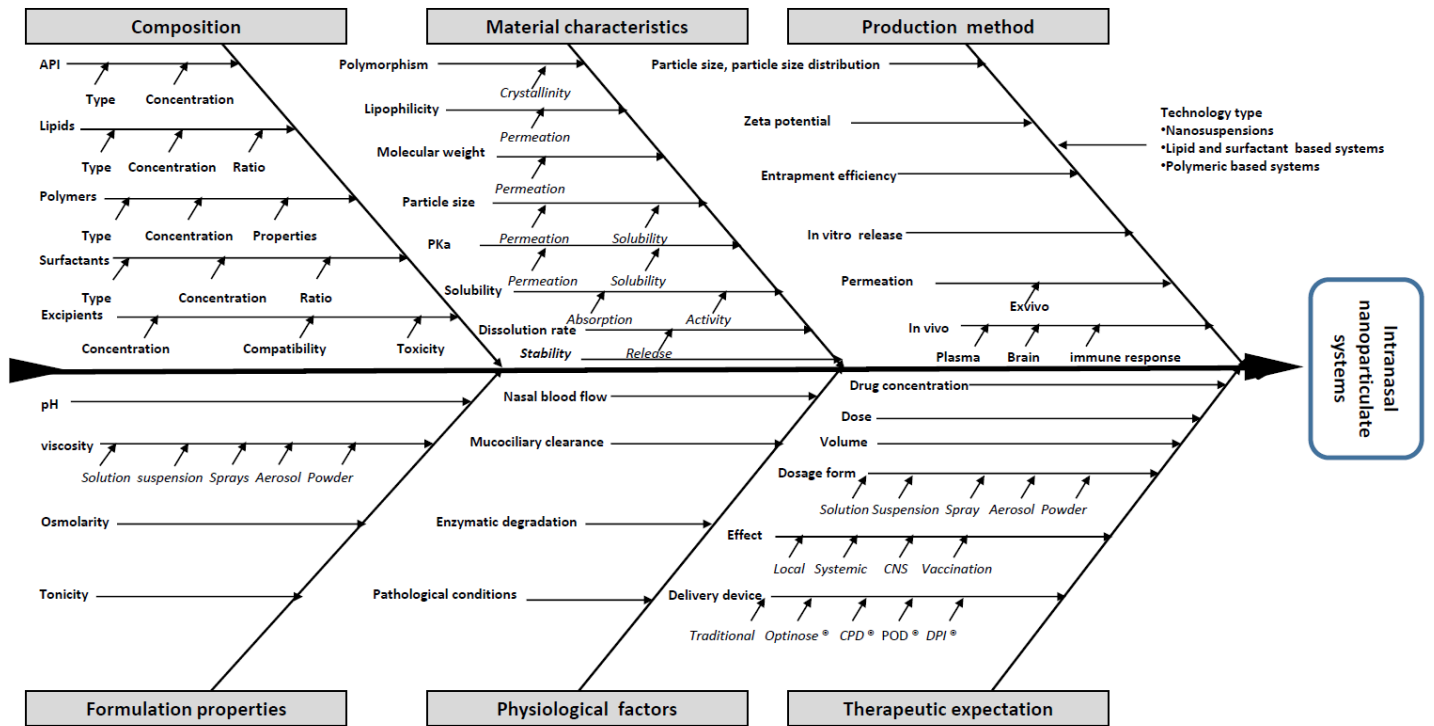 Composition
Material characteristics
Production method
API
Type
Concentration
Lipids
Type
Concentration
Ratio
Polymers
Type
Concentration
Properties
Surfactants
Type
Concentration
Ratio
Excipients
Concentration
Compatibility
Toxicity
Polymorphism
Crystallinity
Lipophilicity
Permeation
Molecular weight
Permeation
Particle size
Permeation
Solubility
PKa
Permeation
Solubility
Solubility
Absorption
Activity
Dissolution rate
Release
Stability
Particle size, particle size distribution
Zeta potential
Entrapment efficiency
In vitro release
Permeation
Exvivo
In vivo
Plasma
Brain
immune response
Technology type
•Nanosuspensions
•Lipid and surfactant based systems
•Polymeric based systems
Intranasal
nanoparticulate
systems
pH
viscosity
Solution
suspension
Sprays
Aerosol
Powder
Osmolarity
Tonicity
Nasal blood flow
Mucociliary clearance
Enzymatic degradation
Pathological conditions
Drug concentration
Dose
Volume
Dosage form
Solution
Suspension
Spray
Aerosol
Powder
Effect
Local
Systemic
CNS
Vaccination
Delivery device
Traditional
Optinose ®
CPD ®
POD ®
DPI ®
Formulation properties
Physiological factors
Therapeutic expectation